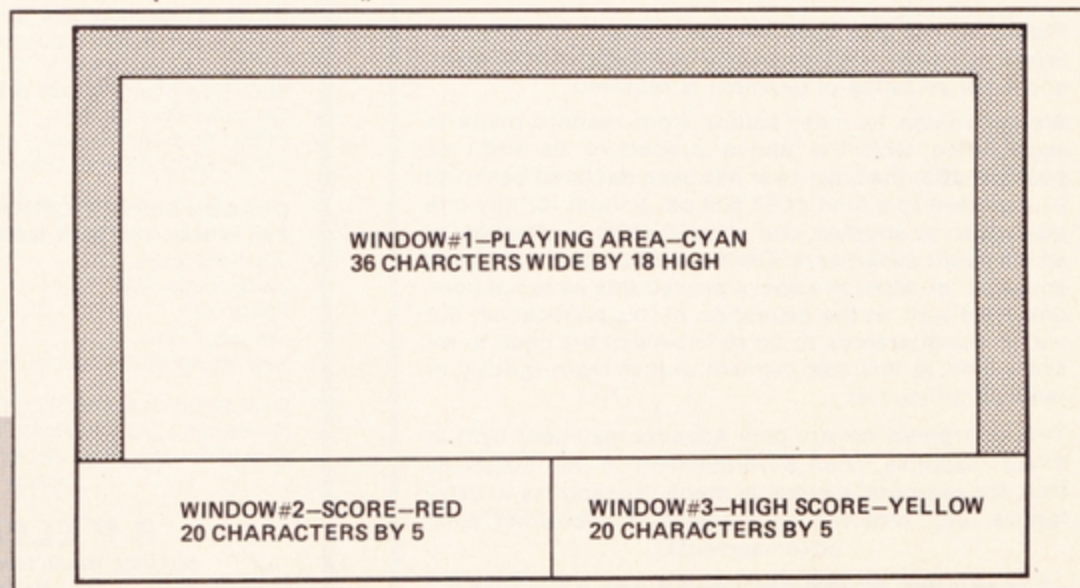 WINDOW#1–PLAYING AREA–CYAN
36 CHARCTERS WIDE BY 18 HIGH
WINDOW#2–SCORE–RED
20 CHARACTERS BY 5
WINDOW#3–HIGH SCORE–YELLOW
20 CHARACTERS BY 5